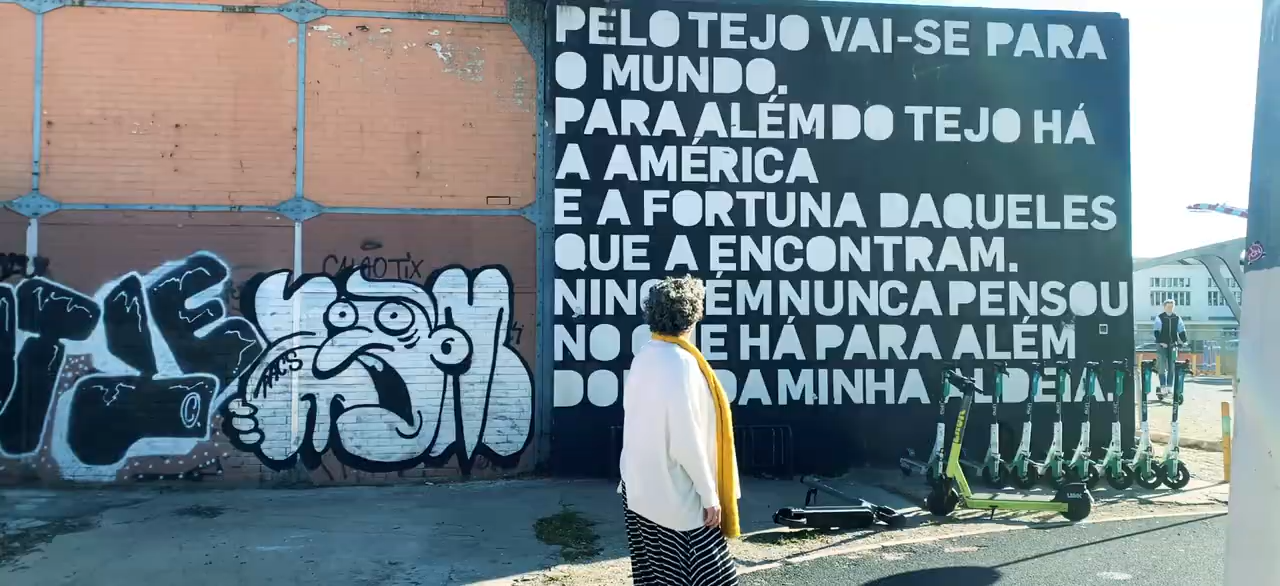 PELO TEJO VAI-SE PARA
O MUNDO.
PARA ALÉM DO TEJO HÁ
A AMÉRICA
E A FORTUNA DAQUELES
QUE A ENCONTRAM.
NUNCA PENSOU
NO HÁ PARA ALÉM
DO DA MINHA ALDEIA.